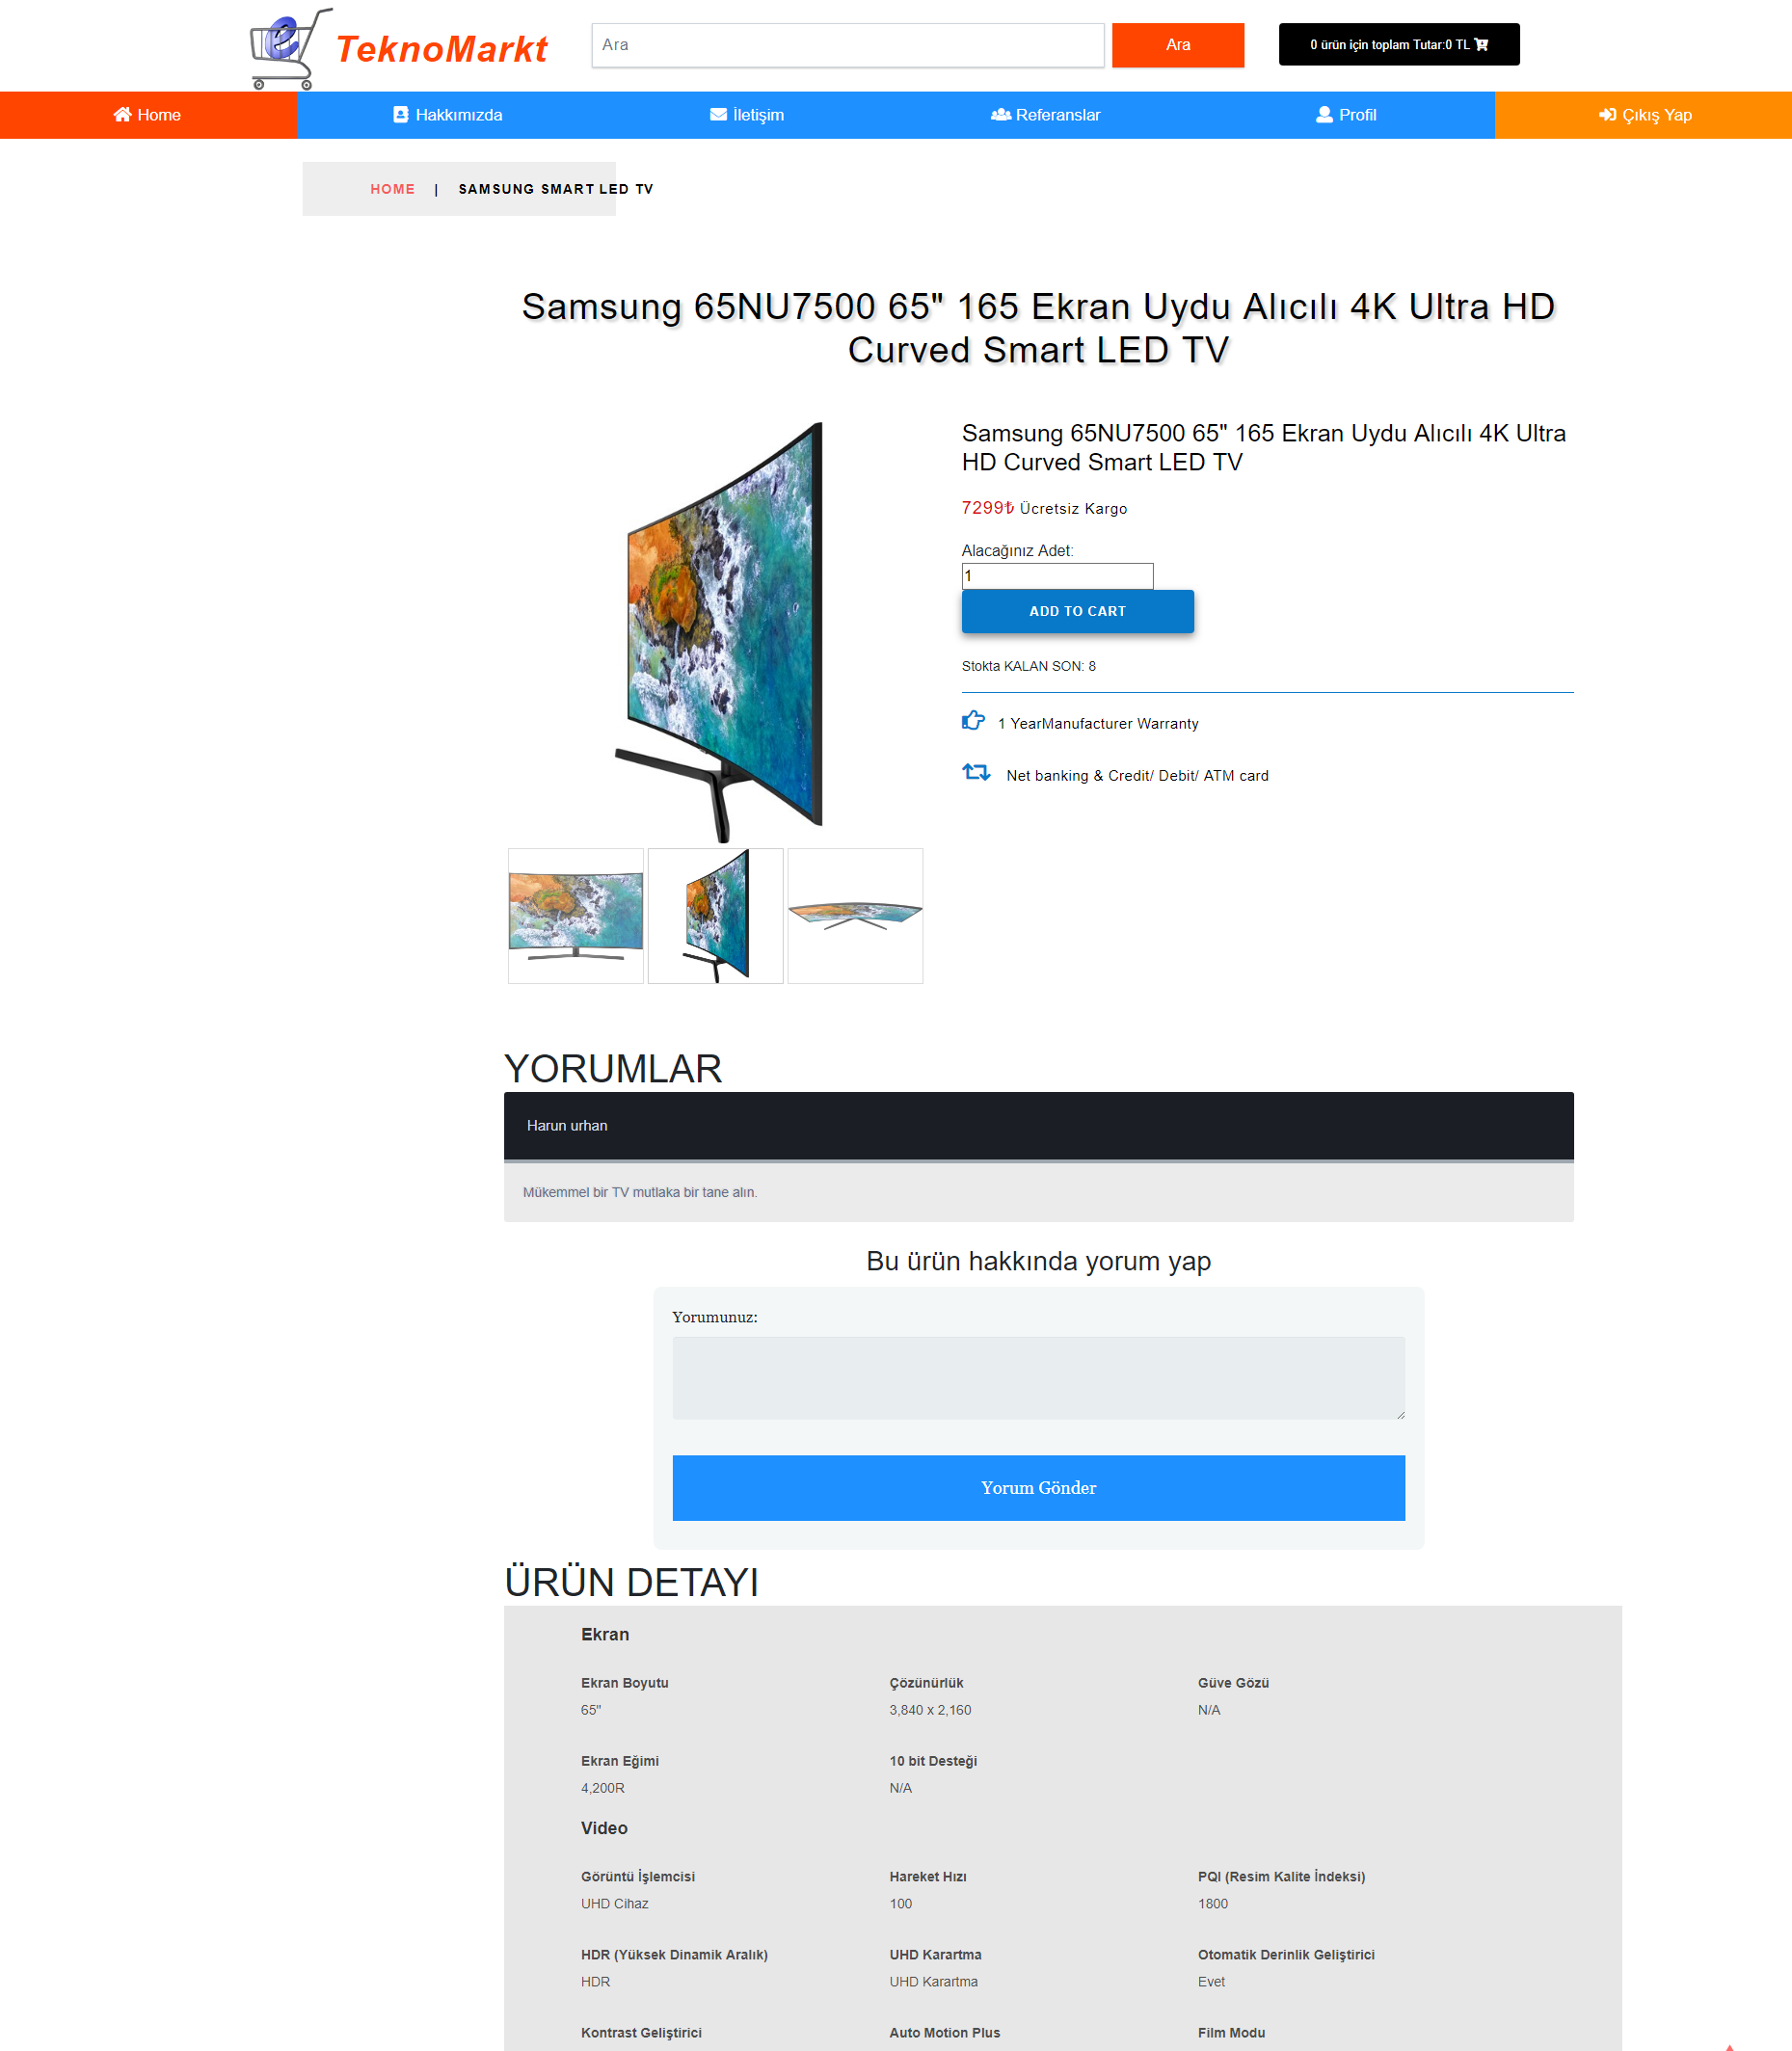 TeknoMarkt
Ara
Ara
0 ürün için toplam Tutar:0 TL
Home
Hakkımızda
İletişim
Referanslar
Profil
Çıkış Yap
HOME | SAMSUNG SMART LED TV
Samsung 65NU7500 65" 165 Ekran Uydu Alıcılı 4K Ultra HD
Curved Smart LED TV
Samsung 65NU7500 65" 165 Ekran Uydu Alıcılı 4K Ultra
HD Curved Smart LED TV
7299₺ Ücretsiz Kargo
Alacağınız Adet:
1
ADD TO CART
Stokta KALAN SON: 8
1 YearManufacturer Warranty
Net banking & Credit/ Debit/ ATM card
YORUMLAR
Harun urhan
Mükemmel bir TV mutlaka bir tane alın.
Bu ürün hakkında yorum yap
Yorumunuz:
Yorum Gönder
ÜRÜN DETAYI
Ekran
Ekran Boyutu
65"
Çözünürlük
3,840 x 2,160
Güve Gözü
N/A
Ekran Eğimi
4,200R
10 bit Desteği
N/A
Video
Görüntü İşlemcisi
UHD Cihaz
Hareket Hızı
100
PQI (Resim Kalite İndeksi)
1800
HDR (Yüksek Dinamik Aralık)
HDR
UHD Karartma
UHD Karartma
Otomatik Derinlik Geliştirici
Evet
Kontrast Geliştirici
Auto Motion Plus
Film Modu